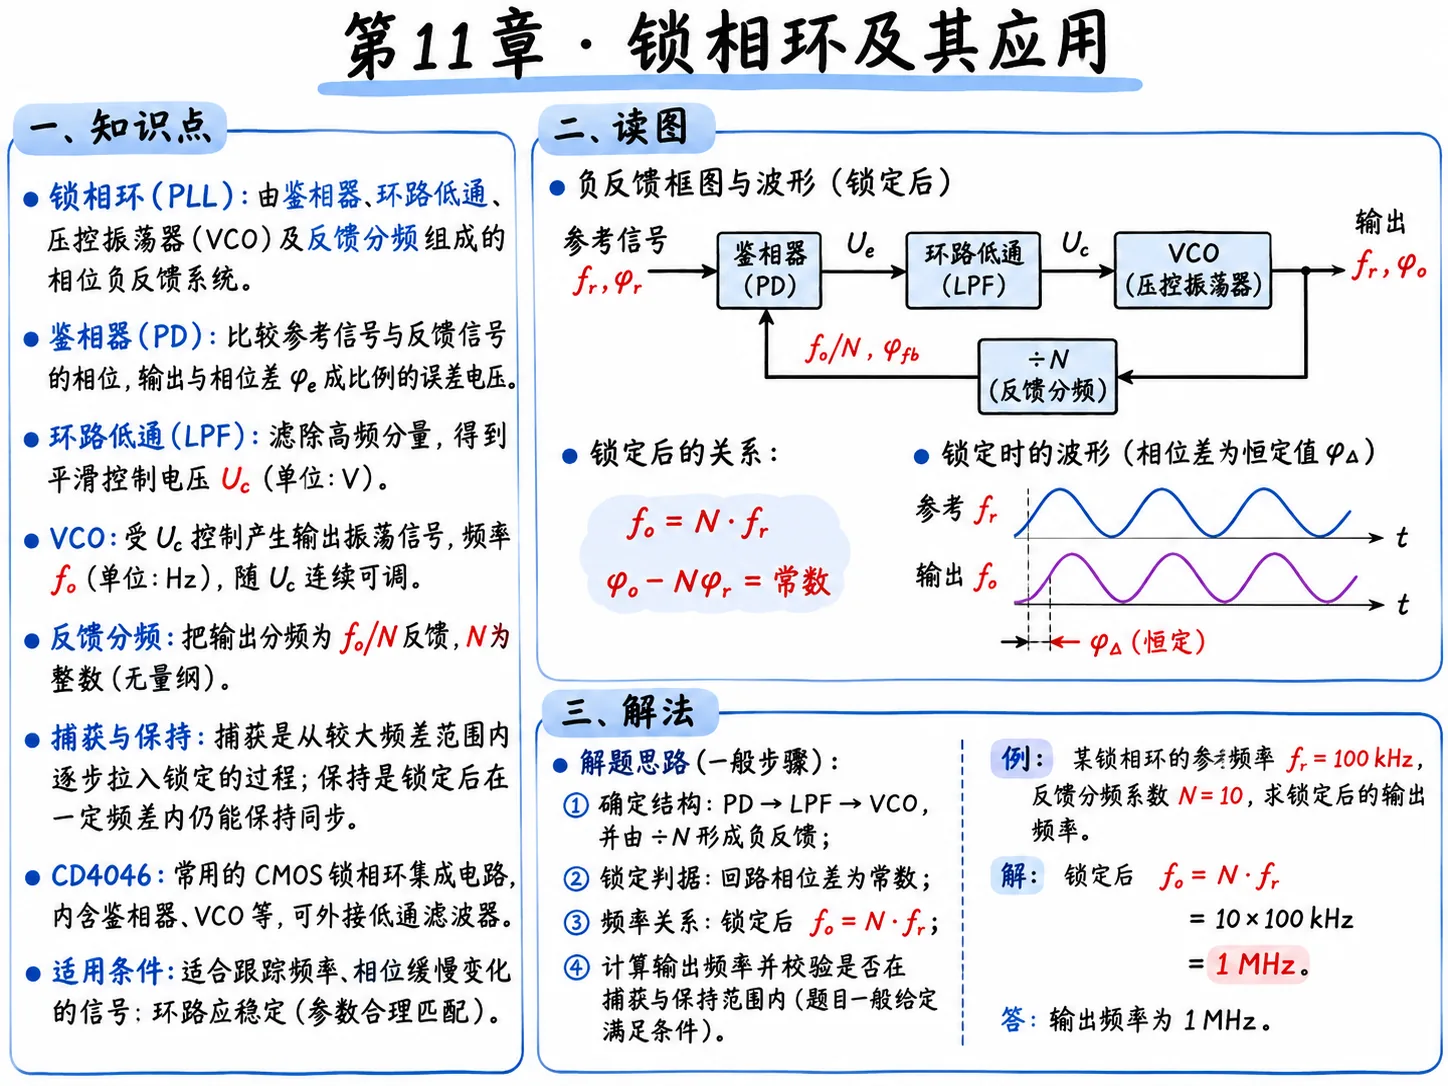 第11章·锁相环及其应用
一、知识点
● 锁相环(PLL): 由鉴相器、环路低通、
压控振荡器(VCO)及反馈分频组成的
相位负反馈系统。
● 鉴相器(PD): 比较参考信号与反馈信号
的相位, 输出与相位差 φe 成比例的误差电压。
● 环路低通(LPF): 滤除高频分量, 得到
平滑控制电压 Uc (单位: V)。
● VCO: 受 Uc 控制产生输出振荡信号, 频率
fo (单位: Hz), 随 Uc 连续可调。
● 反馈分频: 把输出分频为 fo/N 反馈, N为
整数(无量纲)。
● 捕获与保持: 捕获是从较大频差范围内
逐步拉入锁定的过程; 保持是锁定后在
一定频差内仍能保持同步。
● CD4046: 常用的 CMOS 锁相环集成电路,
内含鉴相器、VCO 等, 可外接低通滤波器。
● 适用条件: 适合跟踪频率、相位缓慢变化
的信号; 环路应稳定(参数合理匹配)。
二、读图
● 负反馈框图与波形(锁定后)
参考信号
fr, φr
鉴相器
(PD)
Ue
环路低通
(LPF)
Uc
VCO
(压控振荡器)
输出
fr, φo
fo/N, φfb
÷N
(反馈分频)
● 锁定后的关系:
fo = N · fr
φo − Nφr = 常数
● 锁定时的波形(相位差为恒定值 φΔ)
参考 fr
t
输出 fo
t
φΔ (恒定)
三、解法
● 解题思路(一般步骤):
① 确定结构: PD → LPF → VCO,
并由 ÷N 形成负反馈;
② 锁定判据: 回路相位差为常数;
③ 频率关系: 锁定后 fo = N · fr;
④ 计算输出频率并校验是否在
捕获与保持范围内(题目一般给定
满足条件)。
例: 某锁相环的参考频率 fr = 100 kHz,
反馈分频系数 N = 10, 求锁定后的输出
频率。
解: 锁定后 fo = N · fr
= 10 × 100 kHz
= 1 MHz。
答: 输出频率为 1 MHz。